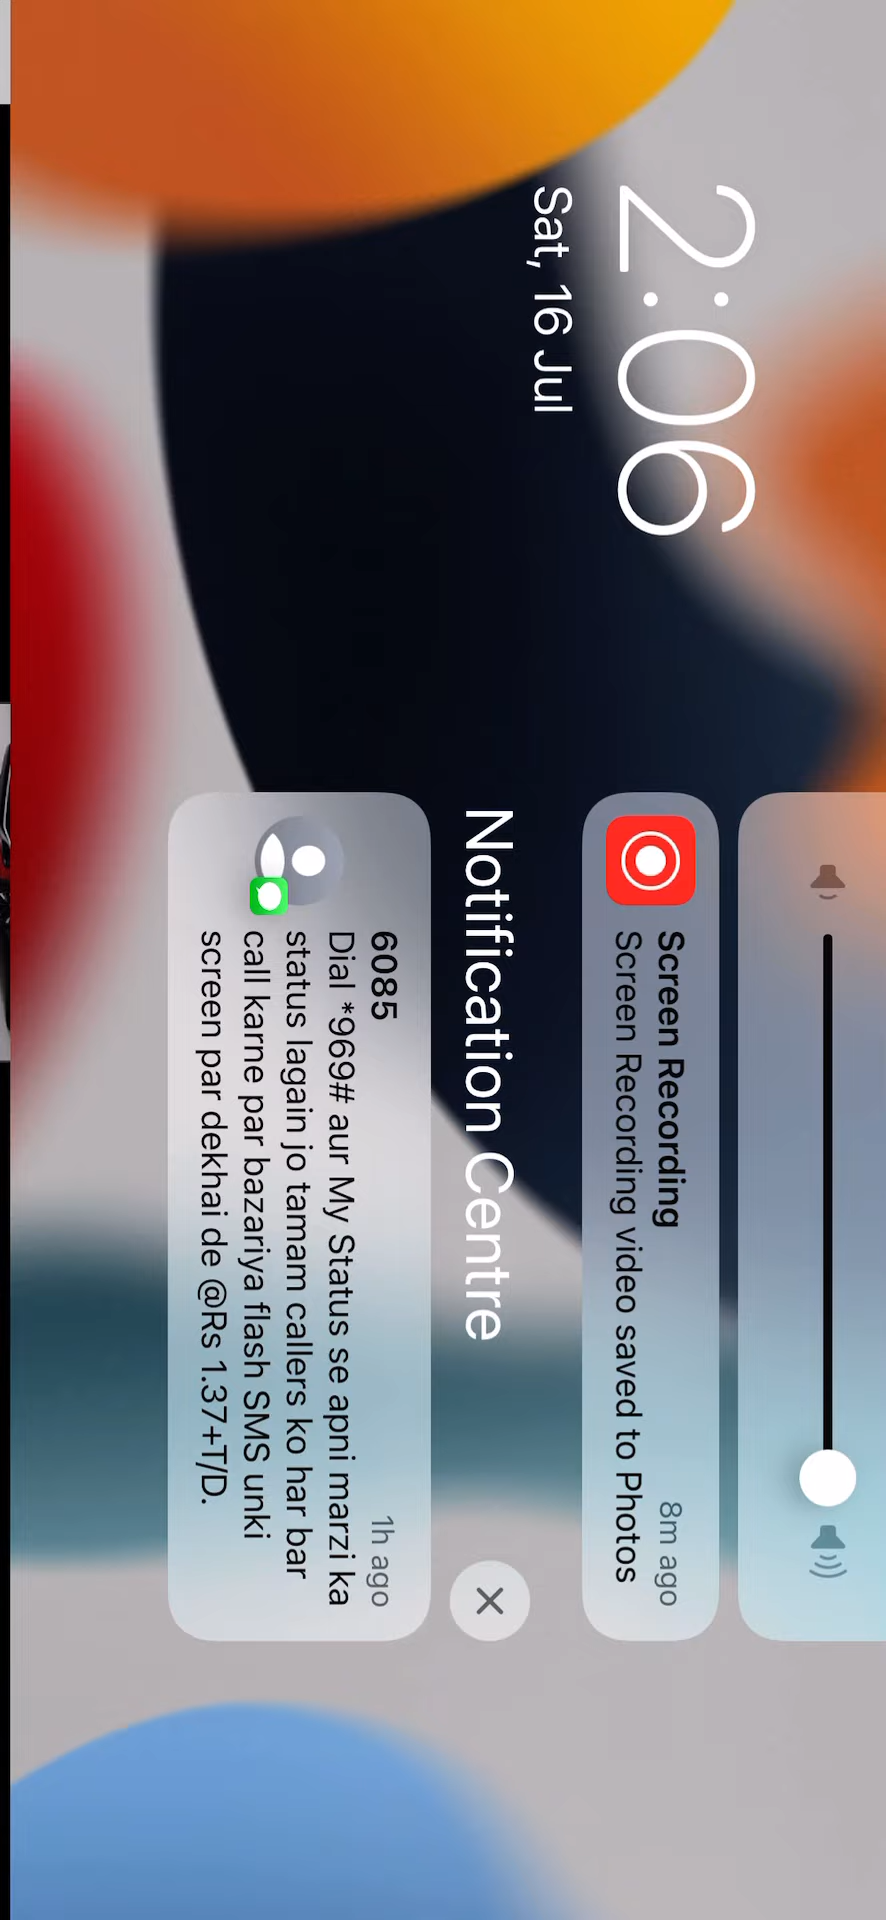 2:06
Sat, 16 Jul
Screen Recording
8m ago
Screen Recording video saved to Photos
Notification Centre
6085
1h ago
Dial *969# aur My Status se apni marzi ka
status lagain jo tamam callers ko har bar
call karne par bazariya flash SMS unki
screen par dekhai de @Rs 1.37+T/D.